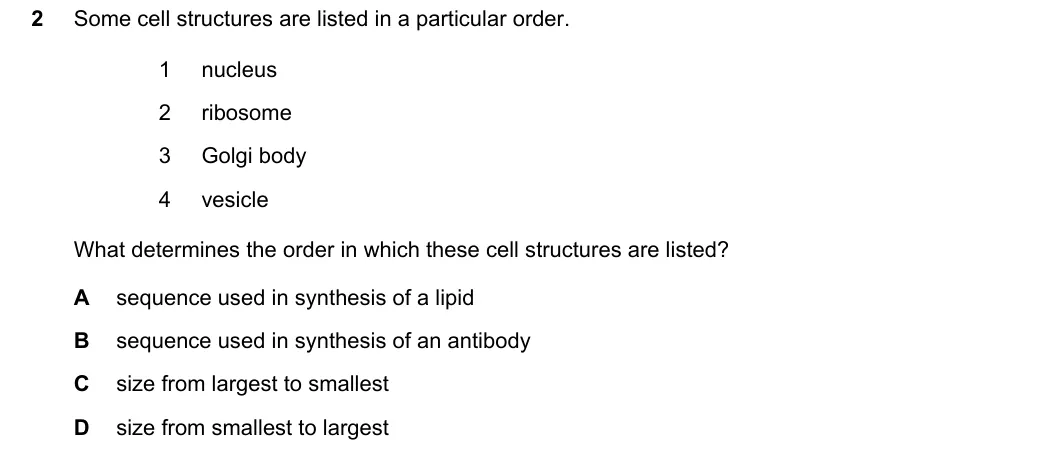 2 Some cell structures are listed in a particular order.
1 nucleus
2 ribosome
3 Golgi body
4 vesicle
What determines the order in which these cell structures are listed?
A sequence used in synthesis of a lipid
B sequence used in synthesis of an antibody
C size from largest to smallest
D size from smallest to largest